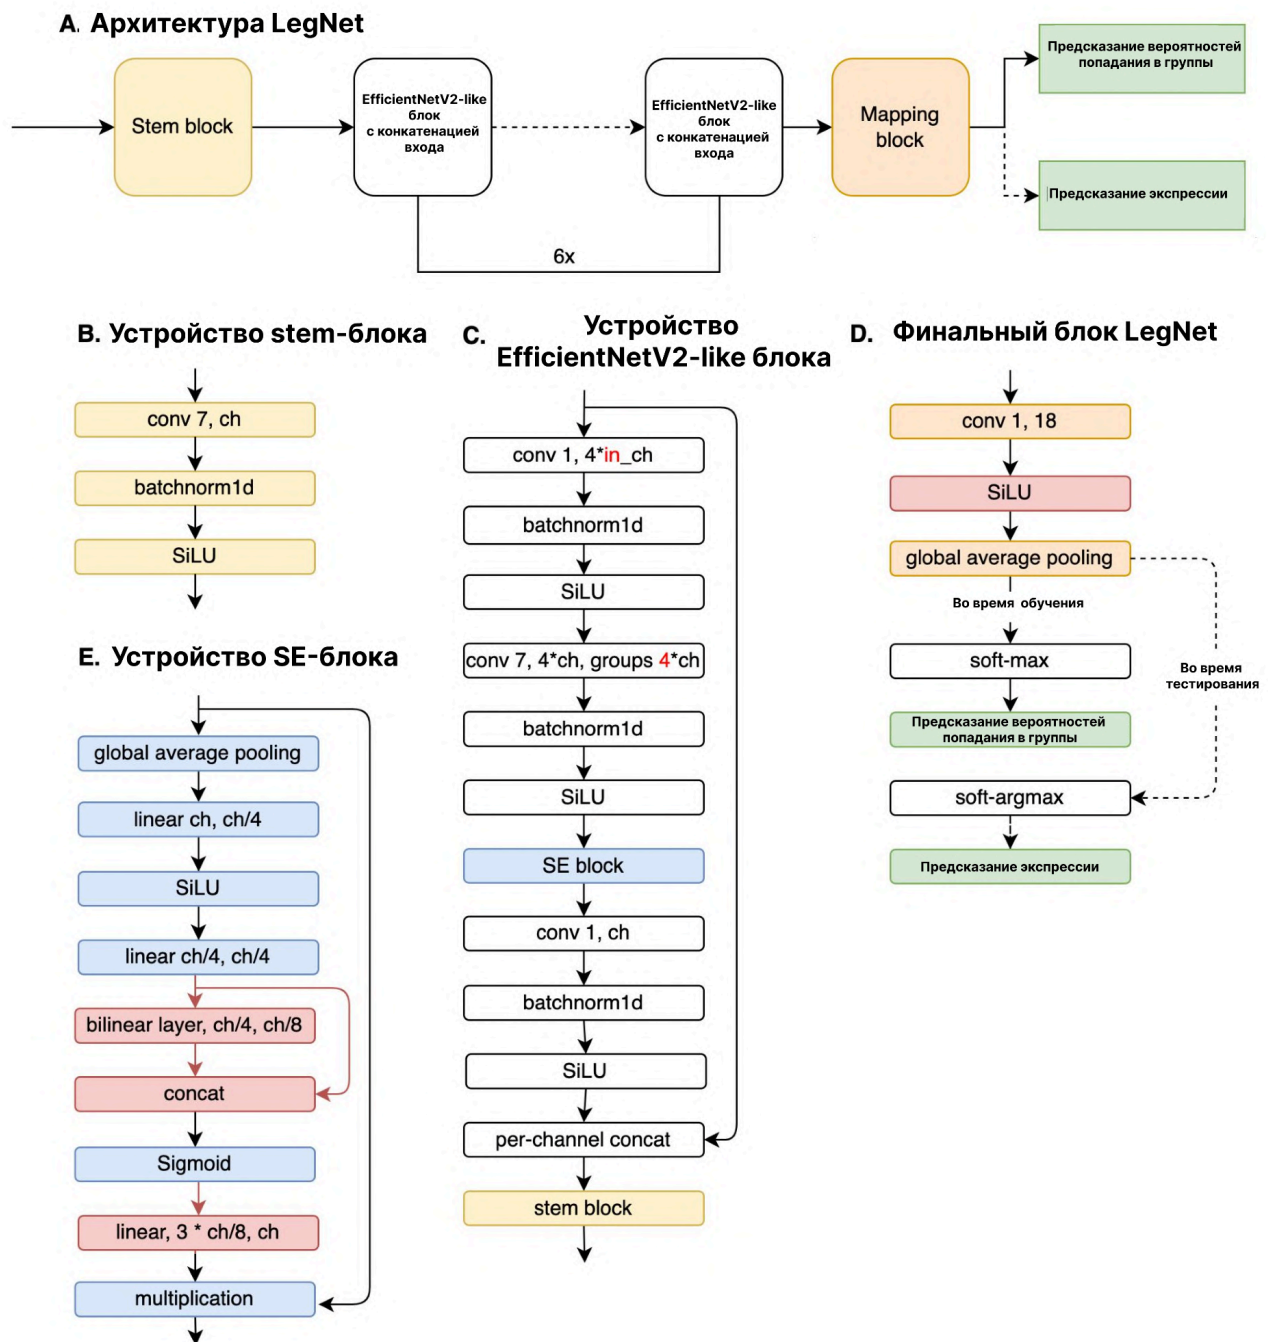 A. Архитектура LegNet
Stem block
EfficientNetV2-like
блок
с конкатенацией
входа
EfficientNetV2-like
блок
с конкатенацией
входа
Mapping
block
Предсказание вероятностей
попадания в группы
Предсказание экспрессии
6x
B. Устройство stem-блока
conv 7, ch
batchnorm1d
SiLU
C. Устройство
EfficientNetV2-like блока
conv 1, 4*in_ch
batchnorm1d
SiLU
conv 7, 4*ch, groups 4*ch
batchnorm1d
SiLU
SE block
conv 1, ch
batchnorm1d
SiLU
per-channel concat
stem block
D. Финальный блок LegNet
conv 1, 18
SiLU
global average pooling
Во время обучения
soft-max
Предсказание вероятностей
попадания в группы
Во время
тестирования
soft-argmax
Предсказание экспрессии
E. Устройство SE-блока
global average pooling
linear ch, ch/4
SiLU
linear ch/4, ch/4
bilinear layer, ch/4, ch/8
concat
Sigmoid
linear, 3 * ch/8, ch
multiplication